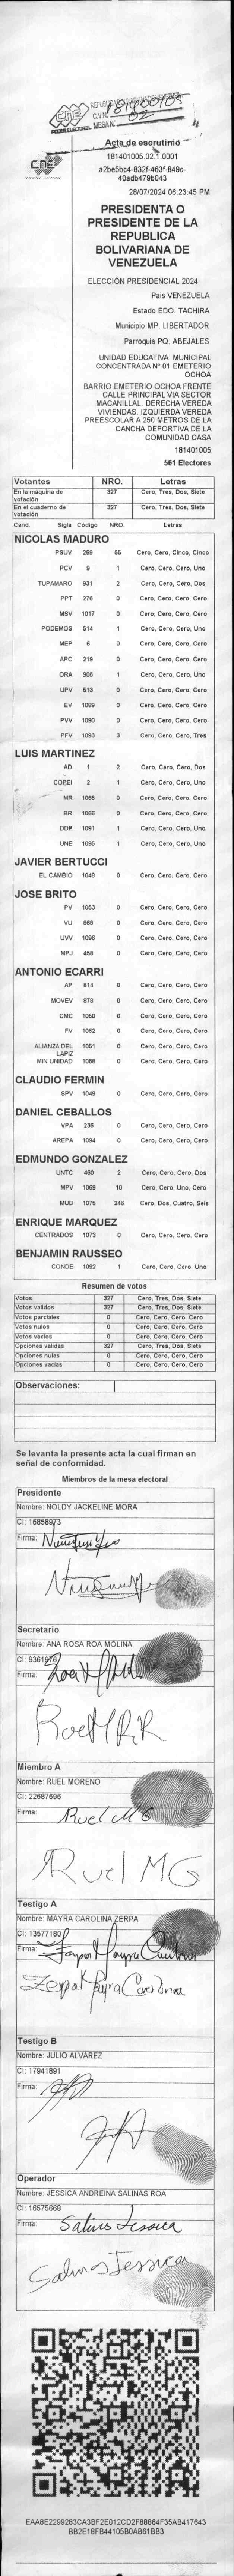 181400105
02
CNE
PODER ELECTORAL
CNE
Acta de escrutinio
181401005.02.1.0001
a2be5bc4-832f-463f-849c-
40adb479b043
28/07/2024 06:23:45 PM
PRESIDENTA O
PRESIDENTE DE LA
REPUBLICA
BOLIVARIANA DE
VENEZUELA
ELECCIÓN PRESIDENCIAL 2024
Pais VENEZUELA
Estado EDO. TACHIRA
Municipio MP. LIBERTADOR
Parroquia PQ. ABEJALES
UNIDAD EDUCATIVA MUNICIPAL
CONCENTRADA Nº 01 EMETERIO
OCHOA
BARRIO EMETERIO OCHOA FRENTE
CALLE PRINCIPAL VIA SECTOR
MACANILLAL. DERECHA VEREDA
VIVIENDAS. IZQUIERDA VEREDA
PREESCOLAR A 250 METROS DE LA
CANCHA DEPORTIVA DE LA
COMUNIDAD CASA
181401005
561 Electores
Votantes NRO. Letras
En la máquina de votación 327 Cero, Tres, Dos, Siete
En el cuaderno de votación 327 Cero, Tres, Dos, Siete
Cand. Sigla Código NRO. Letras
NICOLAS MADURO
PSUV 269 55 Cero, Cero, Cinco, Cinco
PCV 9 1 Cero, Cero, Cero, Uno
TUPAMARO 931 2 Cero, Cero, Cero, Dos
PPT 276 0 Cero, Cero, Cero, Cero
MSV 1017 0 Cero, Cero, Cero, Cero
PODEMOS 514 1 Cero, Cero, Cero, Uno
MEP 6 0 Cero, Cero, Cero, Cero
APC 219 0 Cero, Cero, Cero, Cero
ORA 906 1 Cero, Cero, Cero, Uno
UPV 513 0 Cero, Cero, Cero, Cero
EV 1089 0 Cero, Cero, Cero, Cero
PVV 1090 0 Cero, Cero, Cero, Cero
PFV 1093 3 Cero, Cero, Cero, Tres
LUIS MARTINEZ
AD 1 2 Cero, Cero, Cero, Dos
COPEI 2 1 Cero, Cero, Cero, Uno
MR 1065 0 Cero, Cero, Cero, Cero
BR 1066 0 Cero, Cero, Cero, Cero
DDP 1091 1 Cero, Cero, Cero, Uno
UNE 1095 1 Cero, Cero, Cero, Uno
JAVIER BERTUCCI
EL CAMBIO 1048 0 Cero, Cero, Cero, Cero
JOSE BRITO
PV 1053 0 Cero, Cero, Cero, Cero
VU 868 0 Cero, Cero, Cero, Cero
UVV 1096 0 Cero, Cero, Cero, Cero
MPJ 458 0 Cero, Cero, Cero, Cero
ANTONIO ECARRI
AP 814 0 Cero, Cero, Cero, Cero
MOVEV 878 0 Cero, Cero, Cero, Cero
CMC 1050 0 Cero, Cero, Cero, Cero
FV 1062 0 Cero, Cero, Cero, Cero
ALIANZA DEL LAPIZ 1051 0 Cero, Cero, Cero, Cero
MIN UNIDAD 1068 0 Cero, Cero, Cero, Cero
CLAUDIO FERMIN
SPV 1049 0 Cero, Cero, Cero, Cero
DANIEL CEBALLOS
VPA 236 0 Cero, Cero, Cero, Cero
AREPA 1094 0 Cero, Cero, Cero, Cero
EDMUNDO GONZALEZ
UNTC 460 2 Cero, Cero, Cero, Dos
MPV 1069 10 Cero, Cero, Uno, Cero
MUD 1075 246 Cero, Dos, Cuatro, Seis
ENRIQUE MARQUEZ
CENTRADOS 1073 0 Cero, Cero, Cero, Cero
BENJAMIN RAUSSEO
CONDE 1092 1 Cero, Cero, Cero, Uno
Resumen de votos
Votos 327 Cero, Tres, Dos, Siete
Votos validos 327 Cero, Tres, Dos, Siete
Votos parciales 0 Cero, Cero, Cero, Cero
Votos nulos 0 Cero, Cero, Cero, Cero
Votos vacios 0 Cero, Cero, Cero, Cero
Opciones validas 327 Cero, Tres, Dos, Siete
Opciones nulas 0 Cero, Cero, Cero, Cero
Opciones vacias 0 Cero, Cero, Cero, Cero
Observaciones:
Se levanta la presente acta la cual firman en
señal de conformidad.
Miembros de la mesa electoral
Presidente
Nombre: NOLDY JACKELINE MORA
CI: 16858973
Firma:
Secretario
Nombre: ANA ROSA ROA MOLINA
CI: 9361976
Firma:
Miembro A
Nombre: RUEL MORENO
CI: 22687696
Firma: Ruel MG
Ruel MG
Testigo A
Nombre: MAYRA CAROLINA ZERPA
CI: 13577180
Firma: Zerpa Mayra Carolina
Zerpa Mayra Carolina
Testigo B
Nombre: JULIO ALVAREZ
CI: 17941891
Firma:
Operador
Nombre: JESSICA ANDREINA SALINAS ROA
CI: 16575668
Firma: Salinas Jessica
Salinas Jessica
EAA8E2299283CA3BF2E012CD2F88864F35AB417643
BB2E18FB44105B0AB61BB3